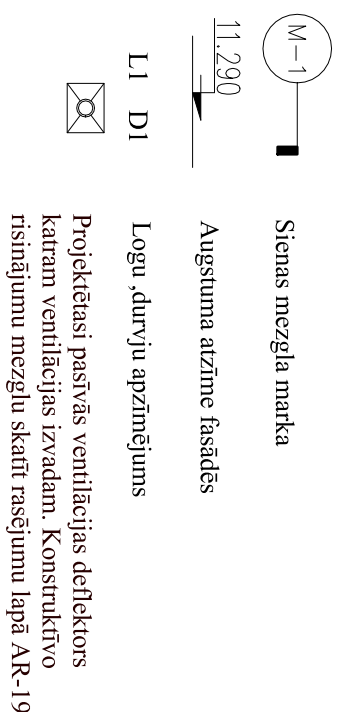 M-1
Sienas mezgla marka
11.290
Augstuma atzīme fasādēs
L1 D1
Logu ,durvju apzīmējums
Projektētasi pasīvās ventilācijas deflektors
katram ventilācijas izvadam. Konstruktīvo
risinājumu mezglu skatīt rasējumu lapā AR-19